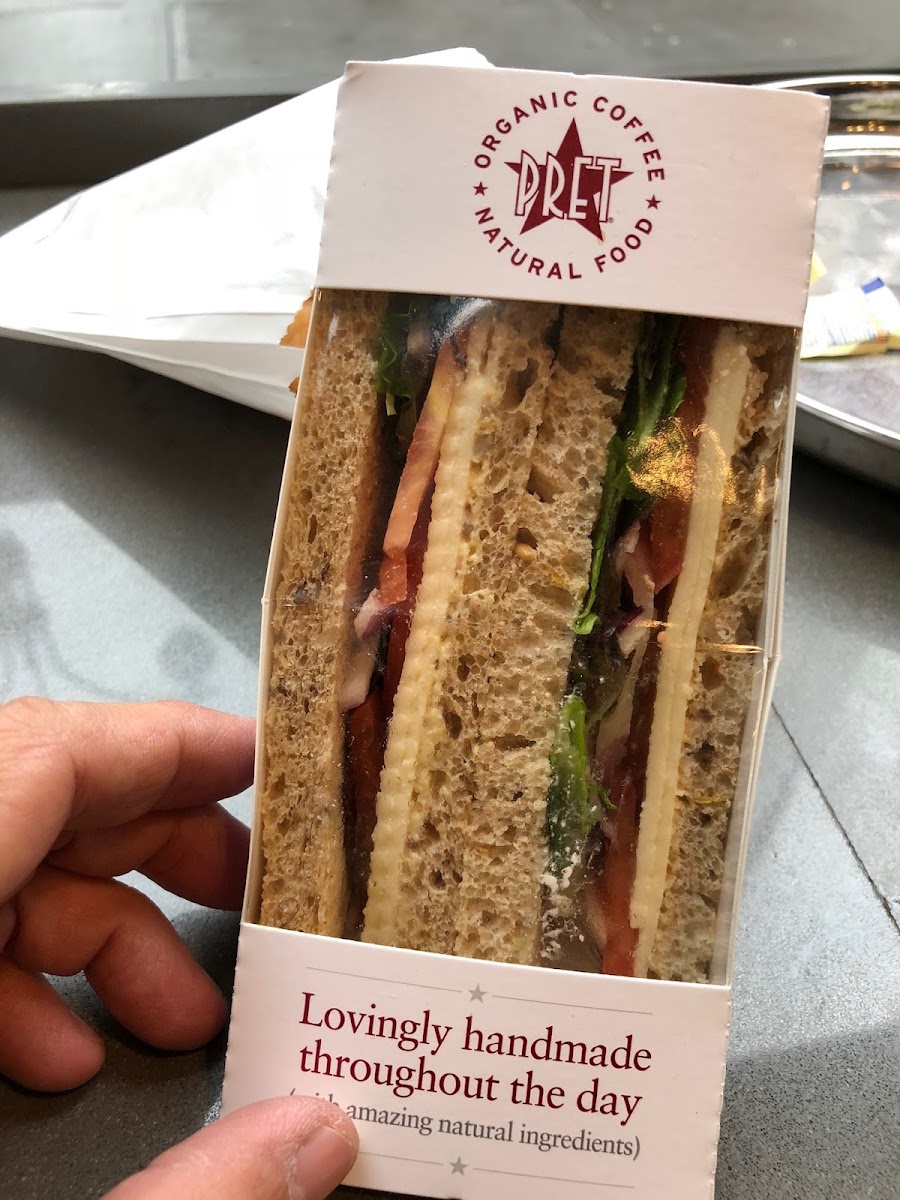 ORGANIC COFFEE
PRET
NATURAL FOOD
Lovingly handmade
throughout the day
amazing natural ingredients)